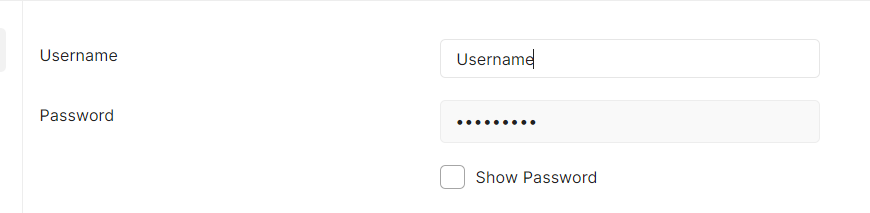 Username
Username
Password
•••••••••
Show Password